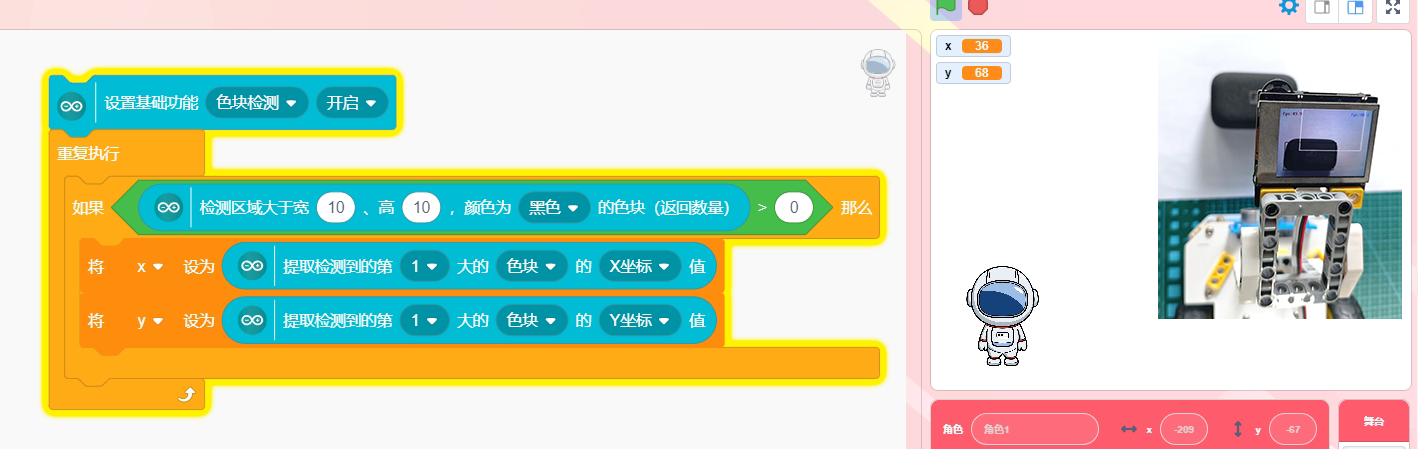 设置基础功能 色块检测 开启
重复执行
如果 检测区域大于宽 10 、高 10 ，颜色为 黑色 的色块（返回数量） > 0 那么
将 x 设为 提取检测到的第 1 大的 色块 的 X坐标 值
将 y 设为 提取检测到的第 1 大的 色块 的 Y坐标 值
x 36
y 68
角色 角色1 x -209 y -67
舞台